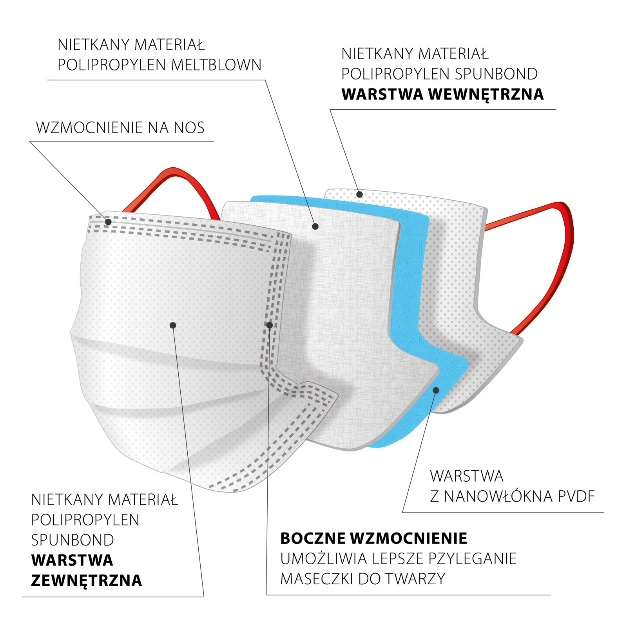 NIETKANY MATERIAŁ
POLIPROPYLEN MELTBLOWN
NIETKANY MATERIAŁ
POLIPROPYLEN SPUNBOND
WARSTWA WEWNĘTRZNA
WZMOCNIENIE NA NOS
WARSTWA
Z NANOWŁÓKNA PVDF
NIETKANY MATERIAŁ
POLIPROPYLEN
SPUNBOND
WARSTWA
ZEWNĘTRZNA
BOCZNE WZMOCNIENIE
UMOŻLIWIA LEPSZE PZYLEGANIE
MASECZKI DO TWARZY